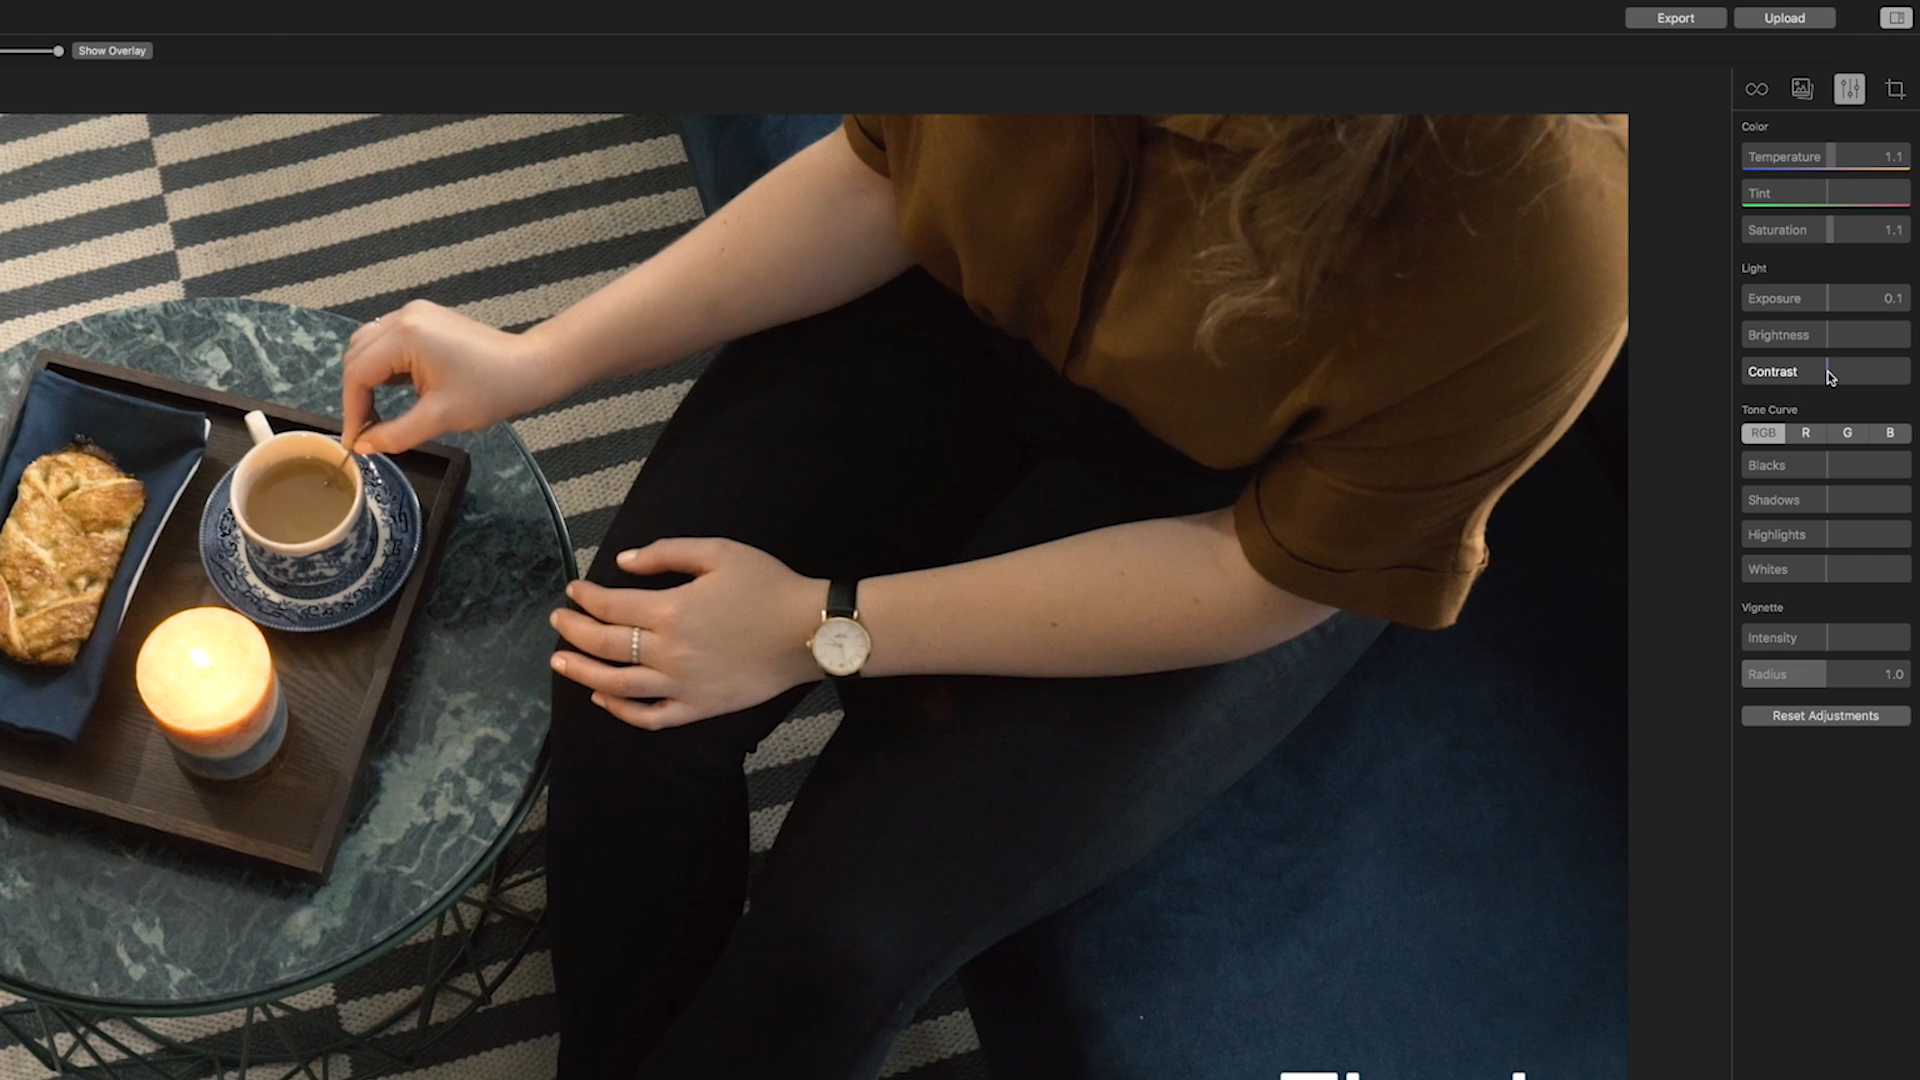 Export Upload
Show Overlay
Color
Temperature 1.1
Tint
Saturation 1.1
Light
Exposure 0.1
Brightness
Contrast
Tone Curve
RGB R G B
Blacks
Shadows
Highlights
Whites
Vignette
Intensity
Radius 1.0
Reset Adjustments